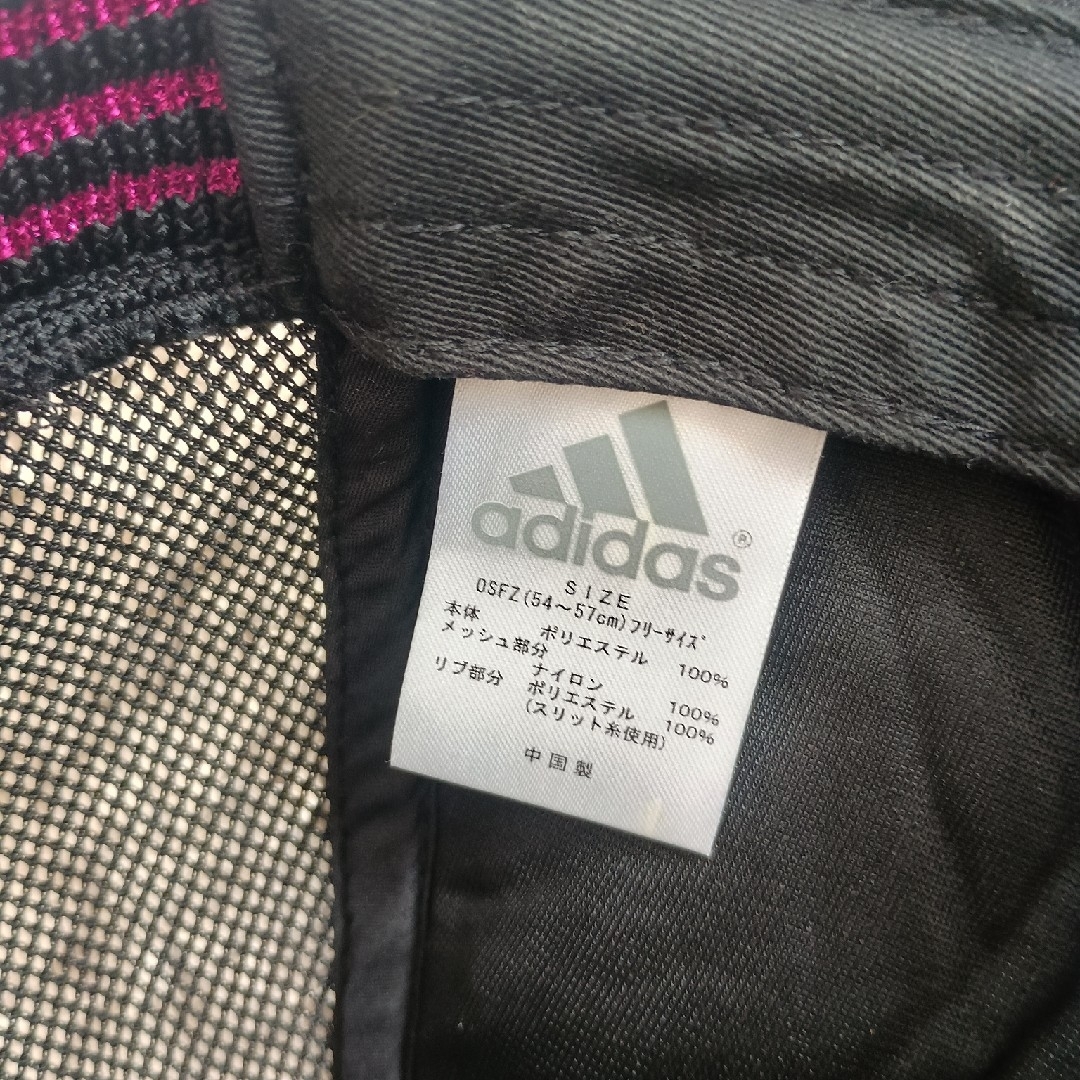 adidas®
SIZE
OSFZ(54～57cm)ﾌﾘｰｻｲｽﾞ
本体 ポリエステル 100%
メッシュ部分
ナイロン 100%
リブ部分 ポリエステル 100%
(スリット糸使用)
中国製